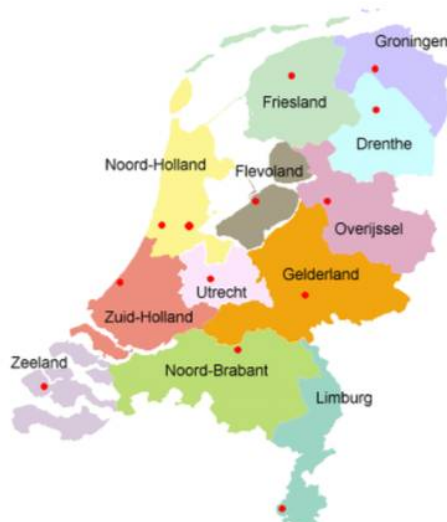 Groningen
Friesland
Drenthe
Noord-Holland
Flevoland
Overijssel
Gelderland
Utrecht
Zuid-Holland
Zeeland
Noord-Brabant
Limburg